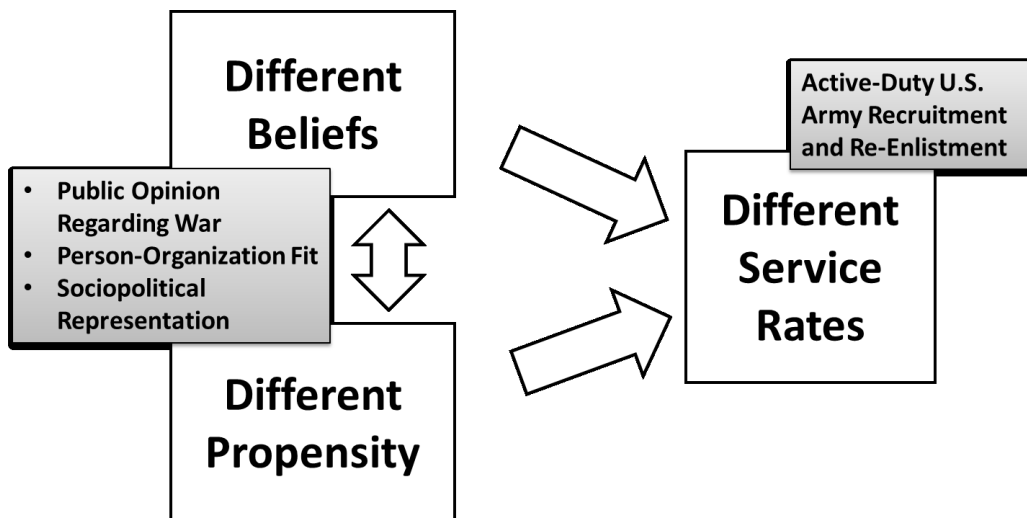 Different
Beliefs
• Public Opinion
Regarding War
• Person-Organization Fit
• Sociopolitical
Representation
Different
Propensity
Active-Duty U.S.
Army Recruitment
and Re-Enlistment
Different
Service
Rates